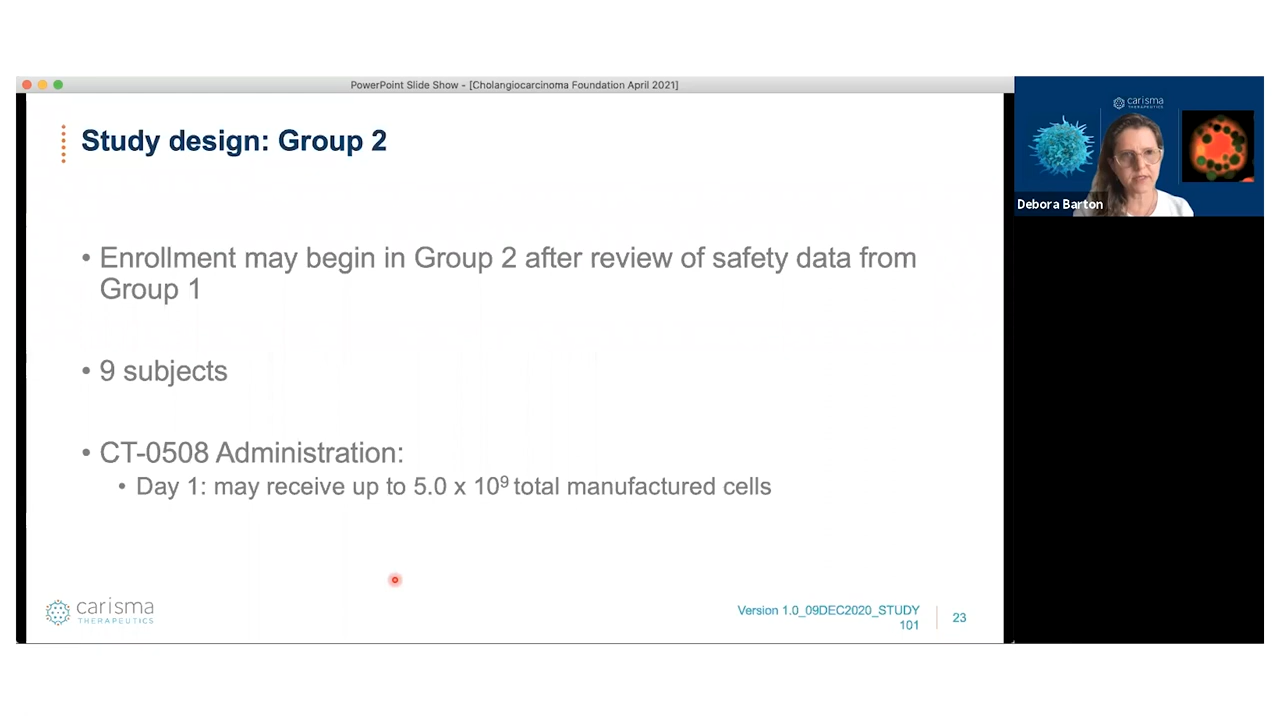 PowerPoint Slide Show - [Cholangiocarcinoma Foundation April 2021]
Study design: Group 2
• Enrollment may begin in Group 2 after review of safety data from
Group 1
• 9 subjects
• CT-0508 Administration:
• Day 1: may receive up to 5.0 x 10⁹ total manufactured cells
carisma
THERAPEUTICS
Version 1.0_09DEC2020_STUDY
101
23
carisma
THERAPEUTICS
Debora Barton